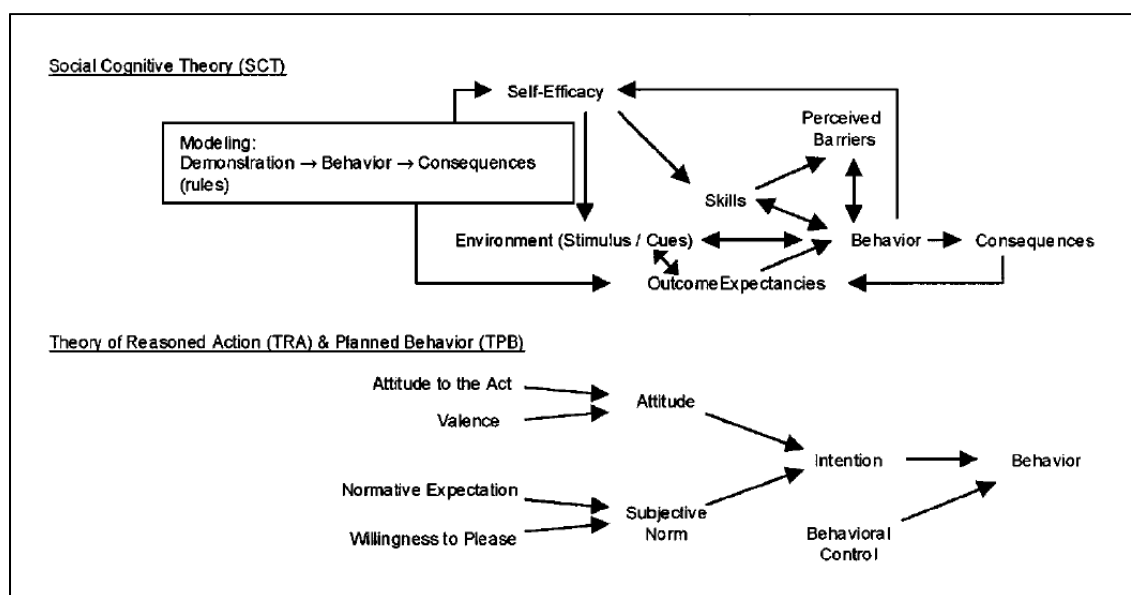 Social Cognitive Theory (SCT)
Self-Efficacy
Perceived
Barriers
Modeling:
Demonstration → Behavior → Consequences
(rules)
Skills
Environment (Stimulus / Cues)
Behavior
Consequences
OutcomeExpectancies
Theory of Reasoned Action (TRA) & Planned Behavior (TPB)
Attitude to the Act
Attitude
Valence
Intention
Behavior
Normative Expectation
Subjective
Norm
Willingness to Please
Behavioral
Control